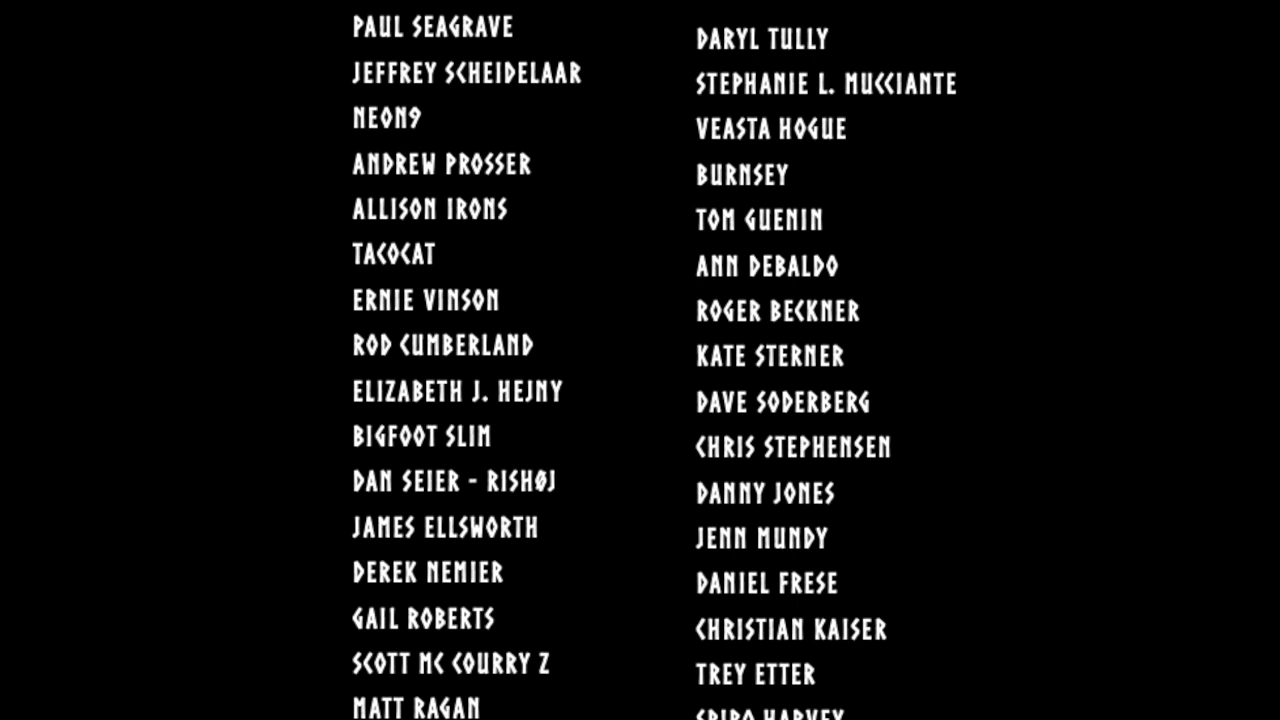 PAUL SEAGRAVE
JEFFREY SCHEIDELAAR
NEON9
ANDREW PROSSER
ALLISON IRONS
TACOCAT
ERNIE VINSON
ROD CUMBERLAND
ELIZABETH J. HEJNY
BIGFOOT SLIM
DAN SEIER - RISHØJ
JAMES ELLSWORTH
DEREK NEMIER
GAIL ROBERTS
SCOTT MC COURRY Z
MATT RAGAN
DARYL TULLY
STEPHANIE L. MUCCIANTE
VEASTA HOGUE
BURNSEY
TOM GUENIN
ANN DEBALDO
ROGER BECKNER
KATE STERNER
DAVE SODERBERG
CHRIS STEPHENSEN
DANNY JONES
JENN MUNDY
DANIEL FRESE
CHRISTIAN KAISER
TREY ETTER
SPIRO HARVEY